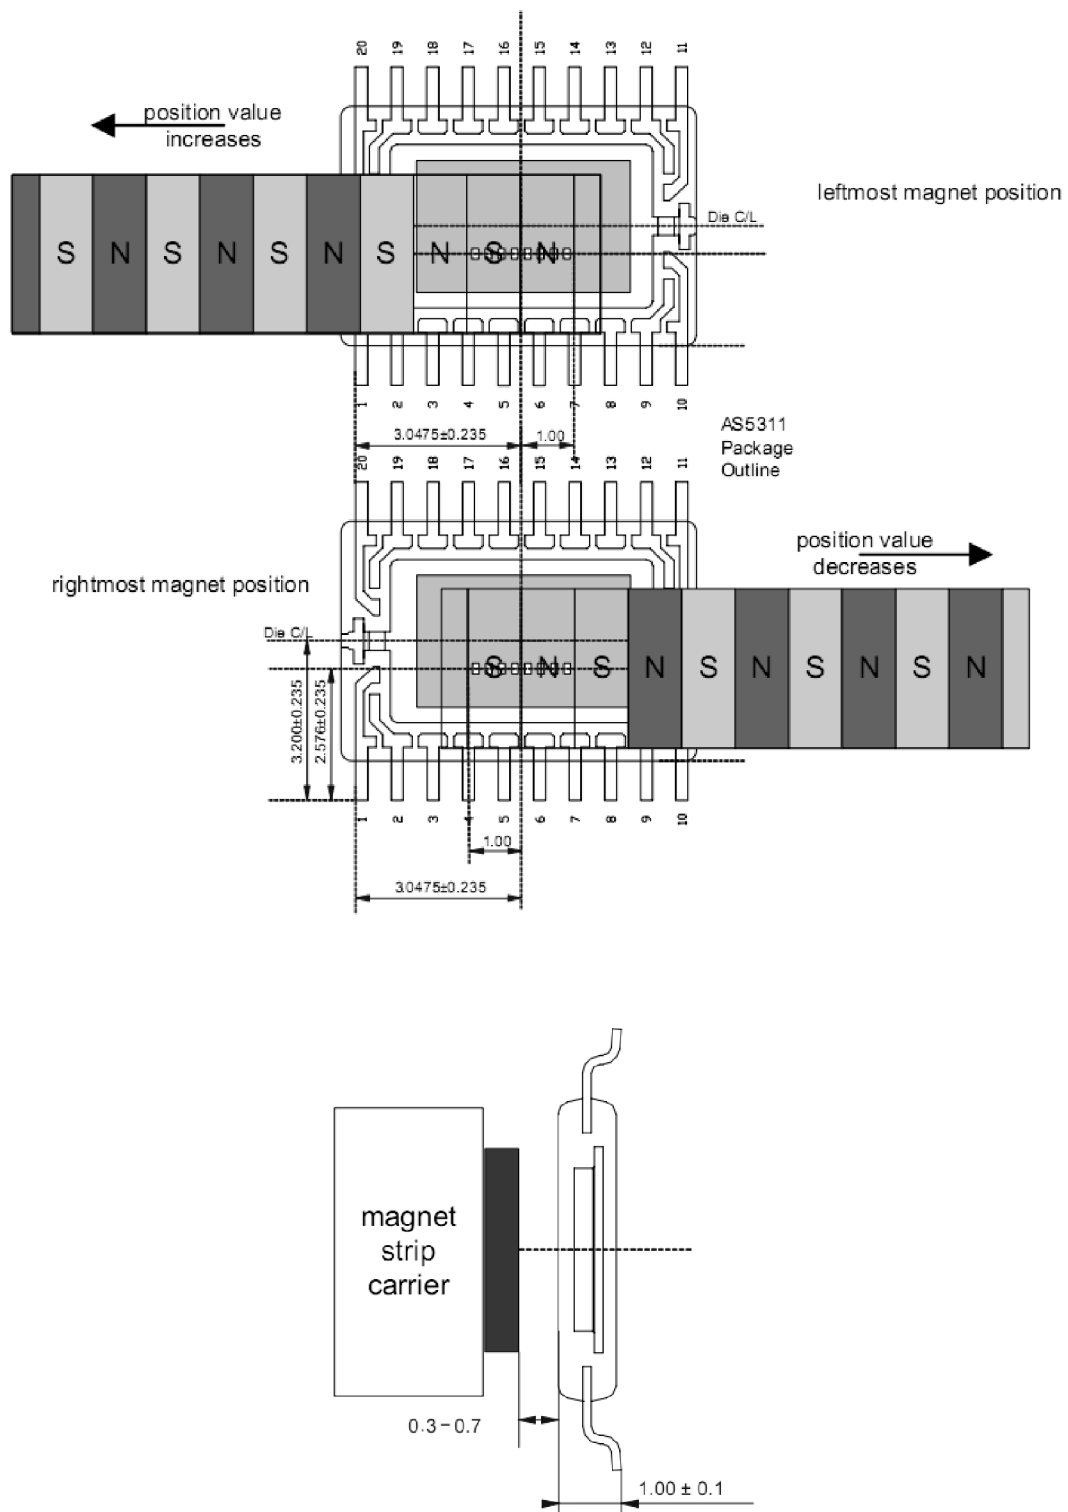 20 19 18 17 16 15 14 13 12 11
position value
increases
leftmost magnet position
Die C/L
S N S N S N S N S N
1 2 3 4 5 6 7 8 9 10
AS5311
Package
Outline
3.0475±0.235 1.00
20 19 18 17 16 15 14 13 12 11
position value
decreases
rightmost magnet position
Die C/L
S N S N S N S N S N
3.200±0.235
2.576±0.235
1 2 3 4 5 6 7 8 9 10
1.00
3.0475±0.235
magnet
strip
carrier
0.3-0.7
1.00 ± 0.1